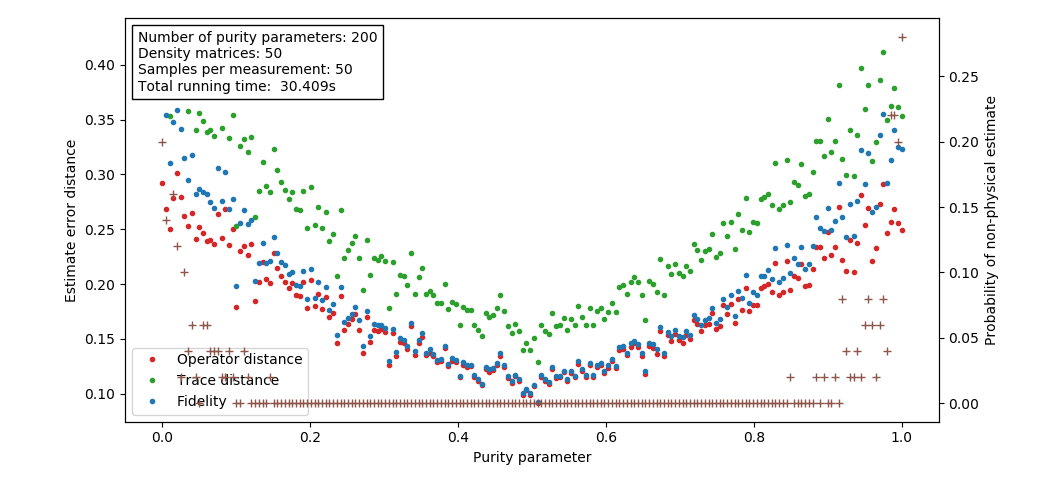 Number of purity parameters: 200
Density matrices: 50
Samples per measurement: 50
Total running time:  30.409s
Estimate error distance
0.40
0.35
0.30
0.25
0.20
0.15
0.10
0.25
0.20
0.15
0.10
0.05
0.00
Probability of non-physical estimate
Operator distance
Trace distance
Fidelity
0.0 0.2 0.4 0.6 0.8 1.0
Purity parameter